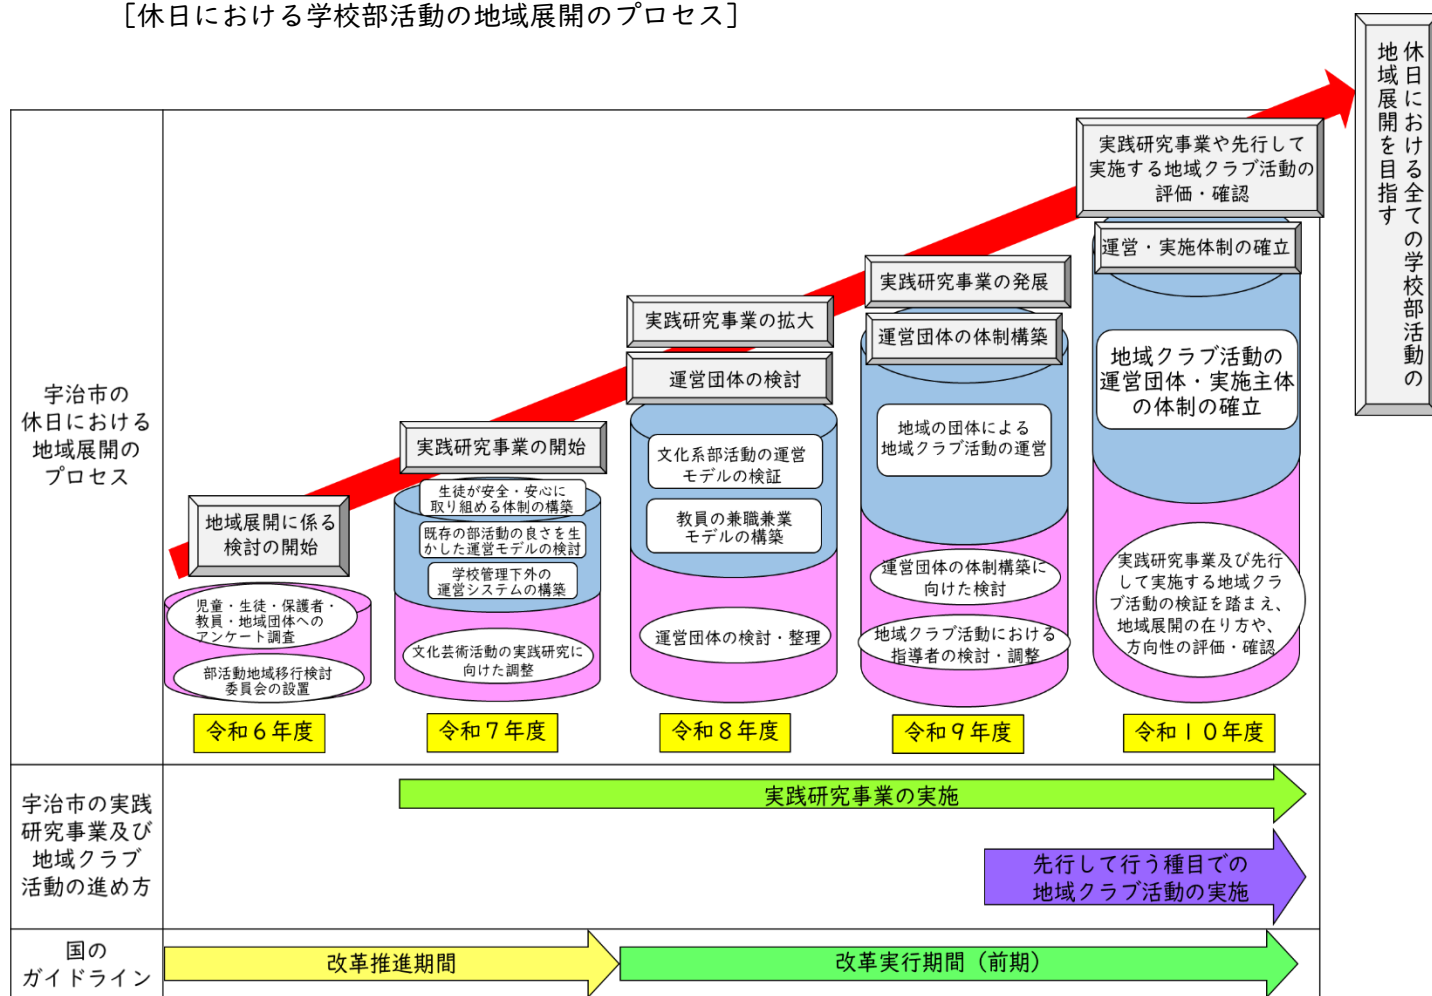 ［休日における学校部活動の地域展開のプロセス］
休日における全ての学校部活動の
地域展開を目指す
宇治市の
休日における
地域展開の
プロセス
地域展開に係る
検討の開始
児童・生徒・保護者・
教員・地域団体への
アンケート調査
部活動地域移行検討
委員会の設置
令和６年度
実践研究事業の開始
生徒が安全・安心に
取り組める体制の構築
既存の部活動の良さを生
かした運営モデルの検討
学校管理下外の
運営システムの構築
文化芸術活動の実践研究に
向けた調整
令和７年度
実践研究事業の拡大
運営団体の検討
文化系部活動の運営
モデルの検証
教員の兼職兼業
モデルの構築
運営団体の検討・整理
令和８年度
実践研究事業の発展
運営団体の体制構築
地域の団体による
地域クラブ活動の運営
運営団体の体制構築に
向けた検討
地域クラブ活動における
指導者の検討・調整
令和９年度
実践研究事業や先行して
実施する地域クラブ活動の
評価・確認
運営・実施体制の確立
地域クラブ活動の
運営団体・実施主体
の体制の確立
実践研究事業及び先行
して実施する地域クラ
ブ活動の検証を踏まえ、
地域展開の在り方や、
方向性の評価・確認
令和１０年度
宇治市の実践
研究事業及び
地域クラブ
活動の進め方
実践研究事業の実施
先行して行う種目での
地域クラブ活動の実施
国の
ガイドライン
改革推進期間
改革実行期間（前期）